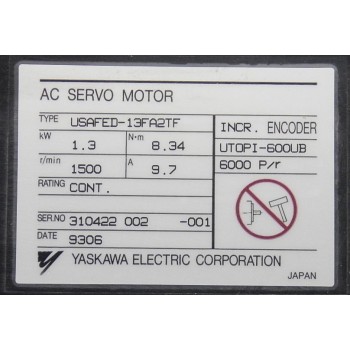 AC SERVO MOTOR
TYPE USAFED-13FA2TF
kW 1.3 N·m 8.34
r/min 1500 A 9.7
RATING CONT.
SER.NO 310422 002 -001
DATE 9306
INCR. ENCODER
UTOPI-600UB
6000 P/r
YASKAWA ELECTRIC CORPORATION
JAPAN